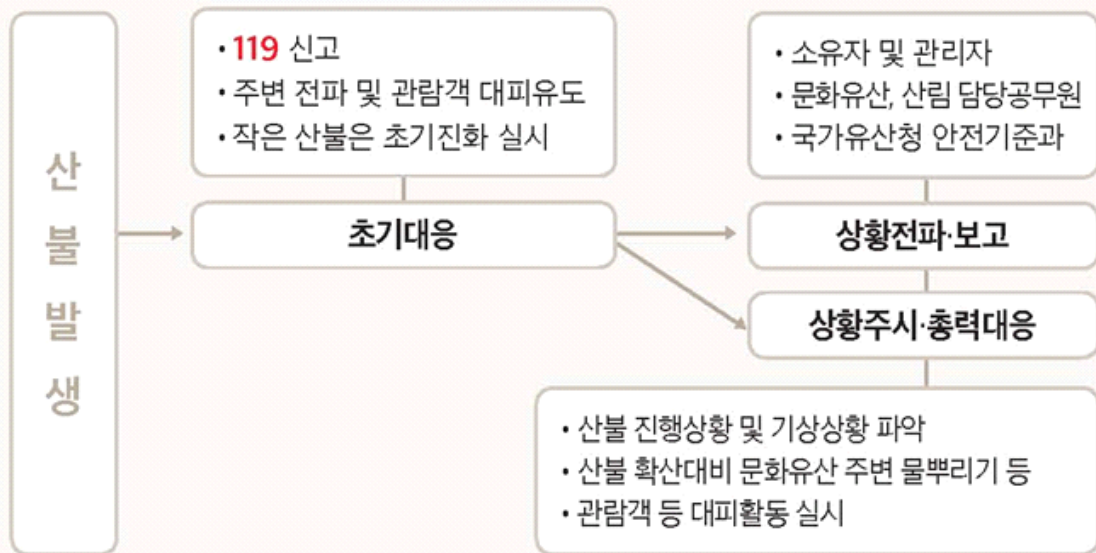 산불발생
• 119 신고
• 주변 전파 및 관람객 대피유도
• 작은 산불은 초기진화 실시
초기대응
• 소유자 및 관리자
• 문화유산, 산림 담당공무원
• 국가유산청 안전기준과
상황전파·보고
상황주시·총력대응
• 산불 진행상황 및 기상상황 파악
• 산불 확산대비 문화유산 주변 물뿌리기 등
• 관람객 등 대피활동 실시